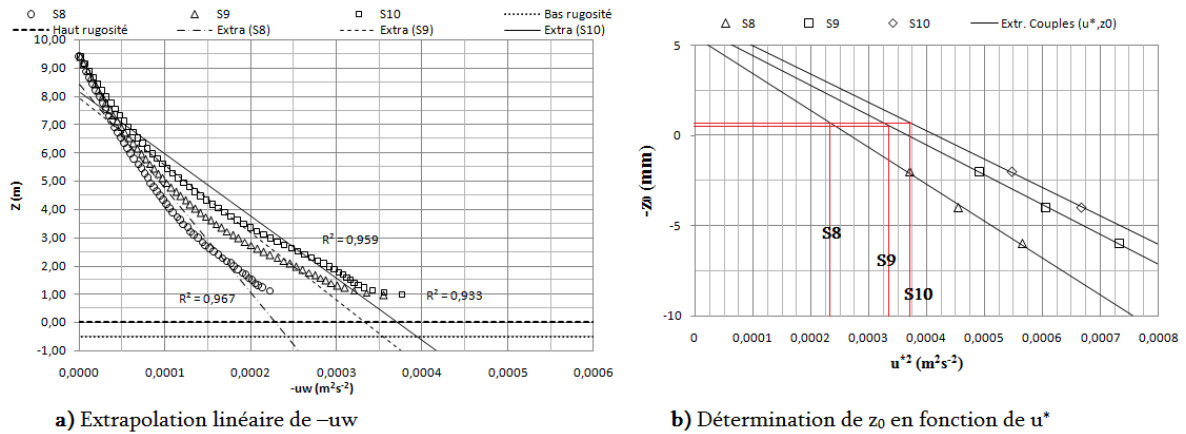 S8 S9 S10 Bas rugosité
Haut rugosité Extra (S8) Extra (S9) Extra (S10)
10,00
9,00
8,00
7,00
6,00
5,00
4,00
3,00
2,00
1,00
0,00
-1,00
Z (m)
R² = 0,959
R² = 0,967
R² = 0,933
0,0000 0,0001 0,0002 0,0003 0,0004 0,0005 0,0006
-uw (m²s⁻²)
a) Extrapolation linéaire de –uw
S8 S9 S10 Extr. Couples (u*,z0)
5
0
-5
-10
-z₀ (mm)
S8
S9
S10
0 0,0001 0,0002 0,0003 0,0004 0,0005 0,0006 0,0007 0,0008
u*² (m²s⁻²)
b) Détermination de z₀ en fonction de u*